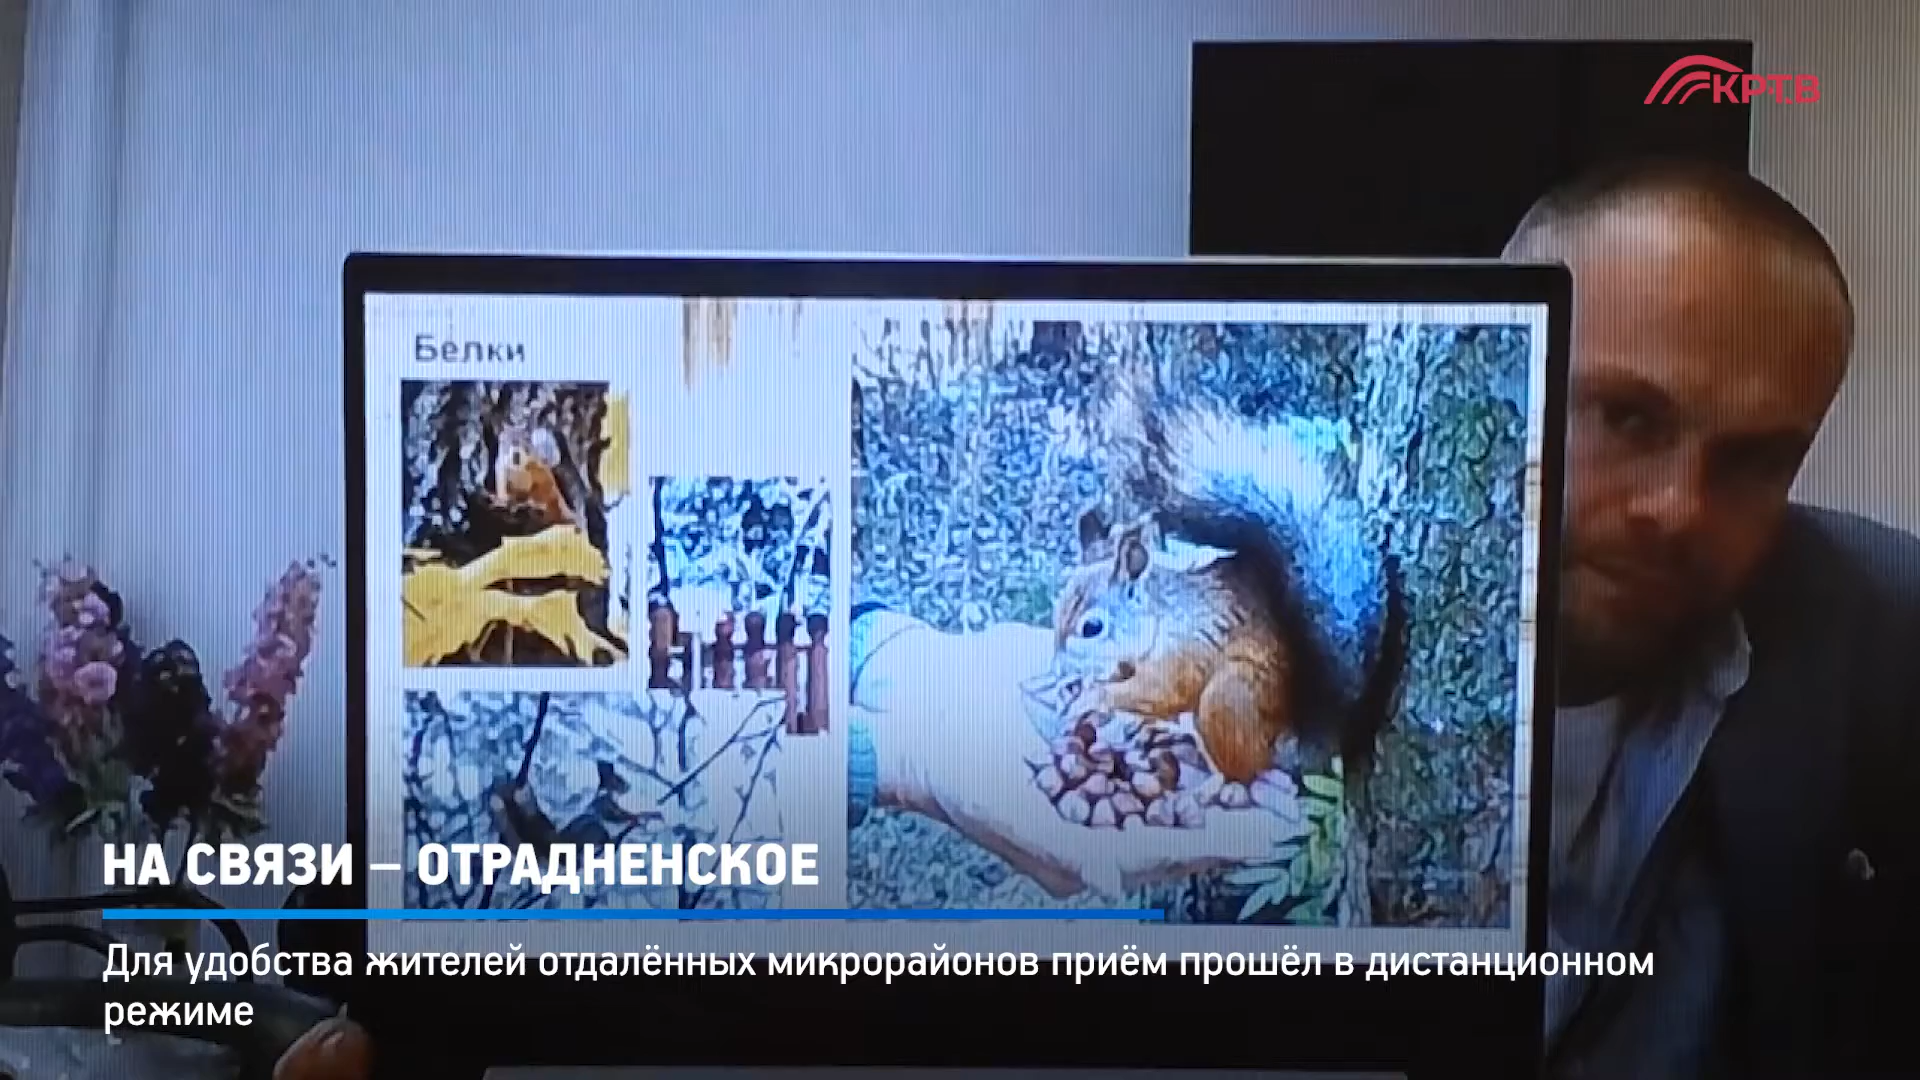 КРТВ
Белки
НА СВЯЗИ – ОТРАДНЕНСКОЕ
Для удобства жителей отдалённых микрорайонов приём прошёл в дистанционном
режиме